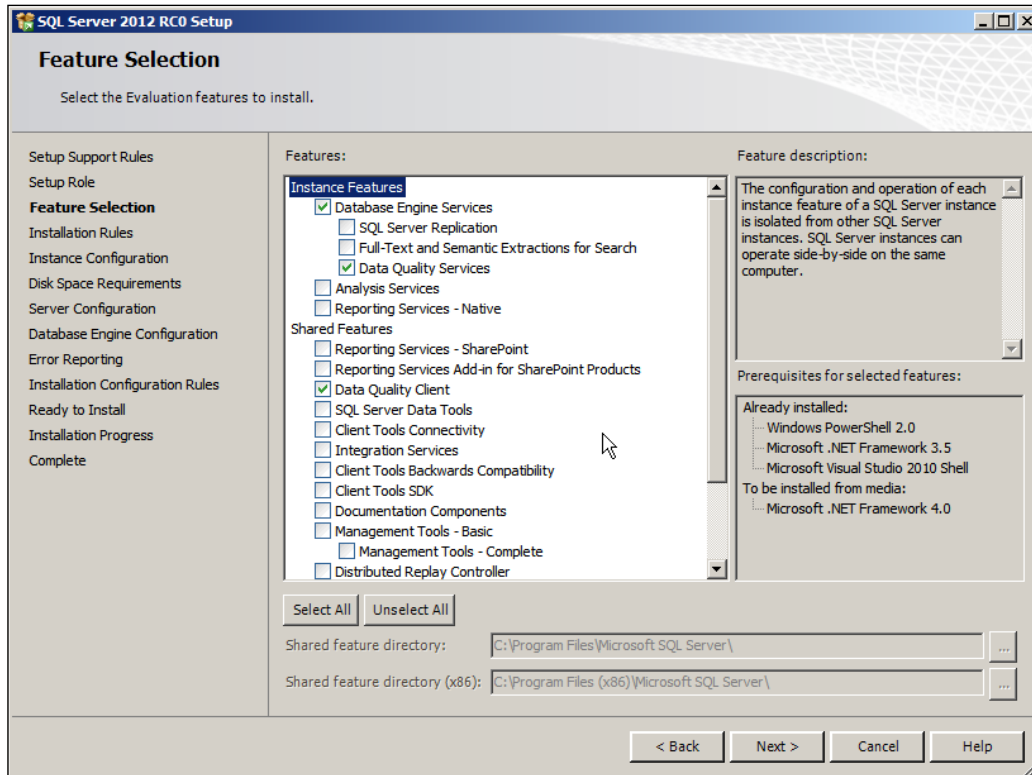 SQL Server 2012 RC0 Setup
Feature Selection
Select the Evaluation features to install.
Setup Support Rules
Setup Role
Feature Selection
Installation Rules
Instance Configuration
Disk Space Requirements
Server Configuration
Database Engine Configuration
Error Reporting
Installation Configuration Rules
Ready to Install
Installation Progress
Complete
Features:
Instance Features
Database Engine Services
SQL Server Replication
Full-Text and Semantic Extractions for Search
Data Quality Services
Analysis Services
Reporting Services - Native
Shared Features
Reporting Services - SharePoint
Reporting Services Add-in for SharePoint Products
Data Quality Client
SQL Server Data Tools
Client Tools Connectivity
Integration Services
Client Tools Backwards Compatibility
Client Tools SDK
Documentation Components
Management Tools - Basic
Management Tools - Complete
Distributed Replay Controller
Feature description:
The configuration and operation of each
instance feature of a SQL Server instance
is isolated from other SQL Server
instances. SQL Server instances can
operate side-by-side on the same
computer.
Prerequisites for selected features:
Already installed:
Windows PowerShell 2.0
Microsoft .NET Framework 3.5
Microsoft Visual Studio 2010 Shell
To be installed from media:
Microsoft .NET Framework 4.0
Select All Unselect All
Shared feature directory: C:\Program Files\Microsoft SQL Server\ ...
Shared feature directory (x86): C:\Program Files (x86)\Microsoft SQL Server\ ...
< Back Next > Cancel Help